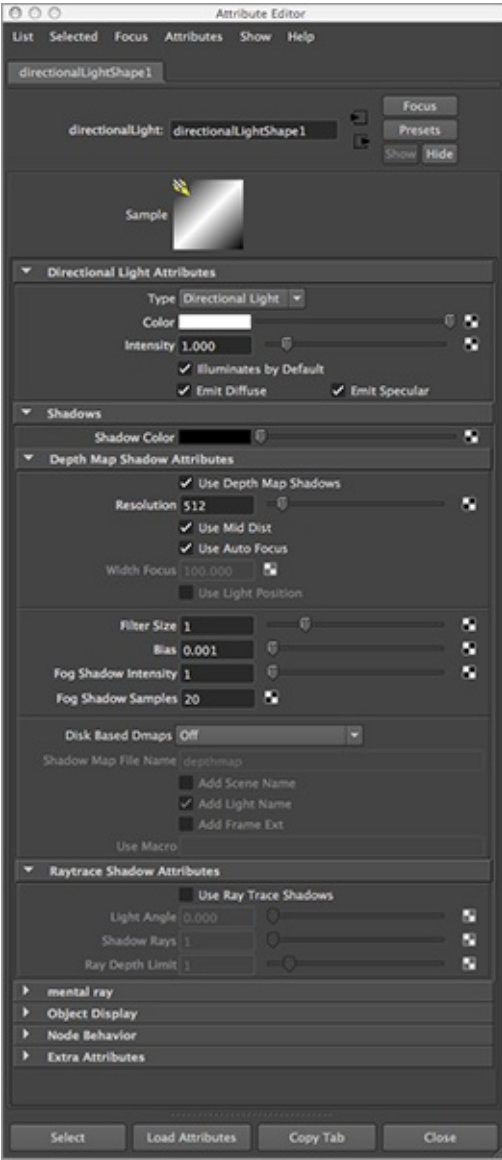 Attribute Editor
List Selected Focus Attributes Show Help
directionalLightShape1
Focus
directionalLight: directionalLightShape1
Presets
Show Hide
Sample
Directional Light Attributes
Type Directional Light
Color
Intensity 1.000
Illuminates by Default
Emit Diffuse Emit Specular
Shadows
Shadow Color
Depth Map Shadow Attributes
Use Depth Map Shadows
Resolution 512
Use Mid Dist
Use Auto Focus
Width Focus 100.000
Use Light Position
Filter Size 1
Bias 0.001
Fog Shadow Intensity 1
Fog Shadow Samples 20
Disk Based Dmaps Off
Shadow Map File Name depthmap
Add Scene Name
Add Light Name
Add Frame Ext
Use Macro
Raytrace Shadow Attributes
Use Ray Trace Shadows
Light Angle 0.000
Shadow Rays 1
Ray Depth Limit 1
mental ray
Object Display
Node Behavior
Extra Attributes
Select Load Attributes Copy Tab Close